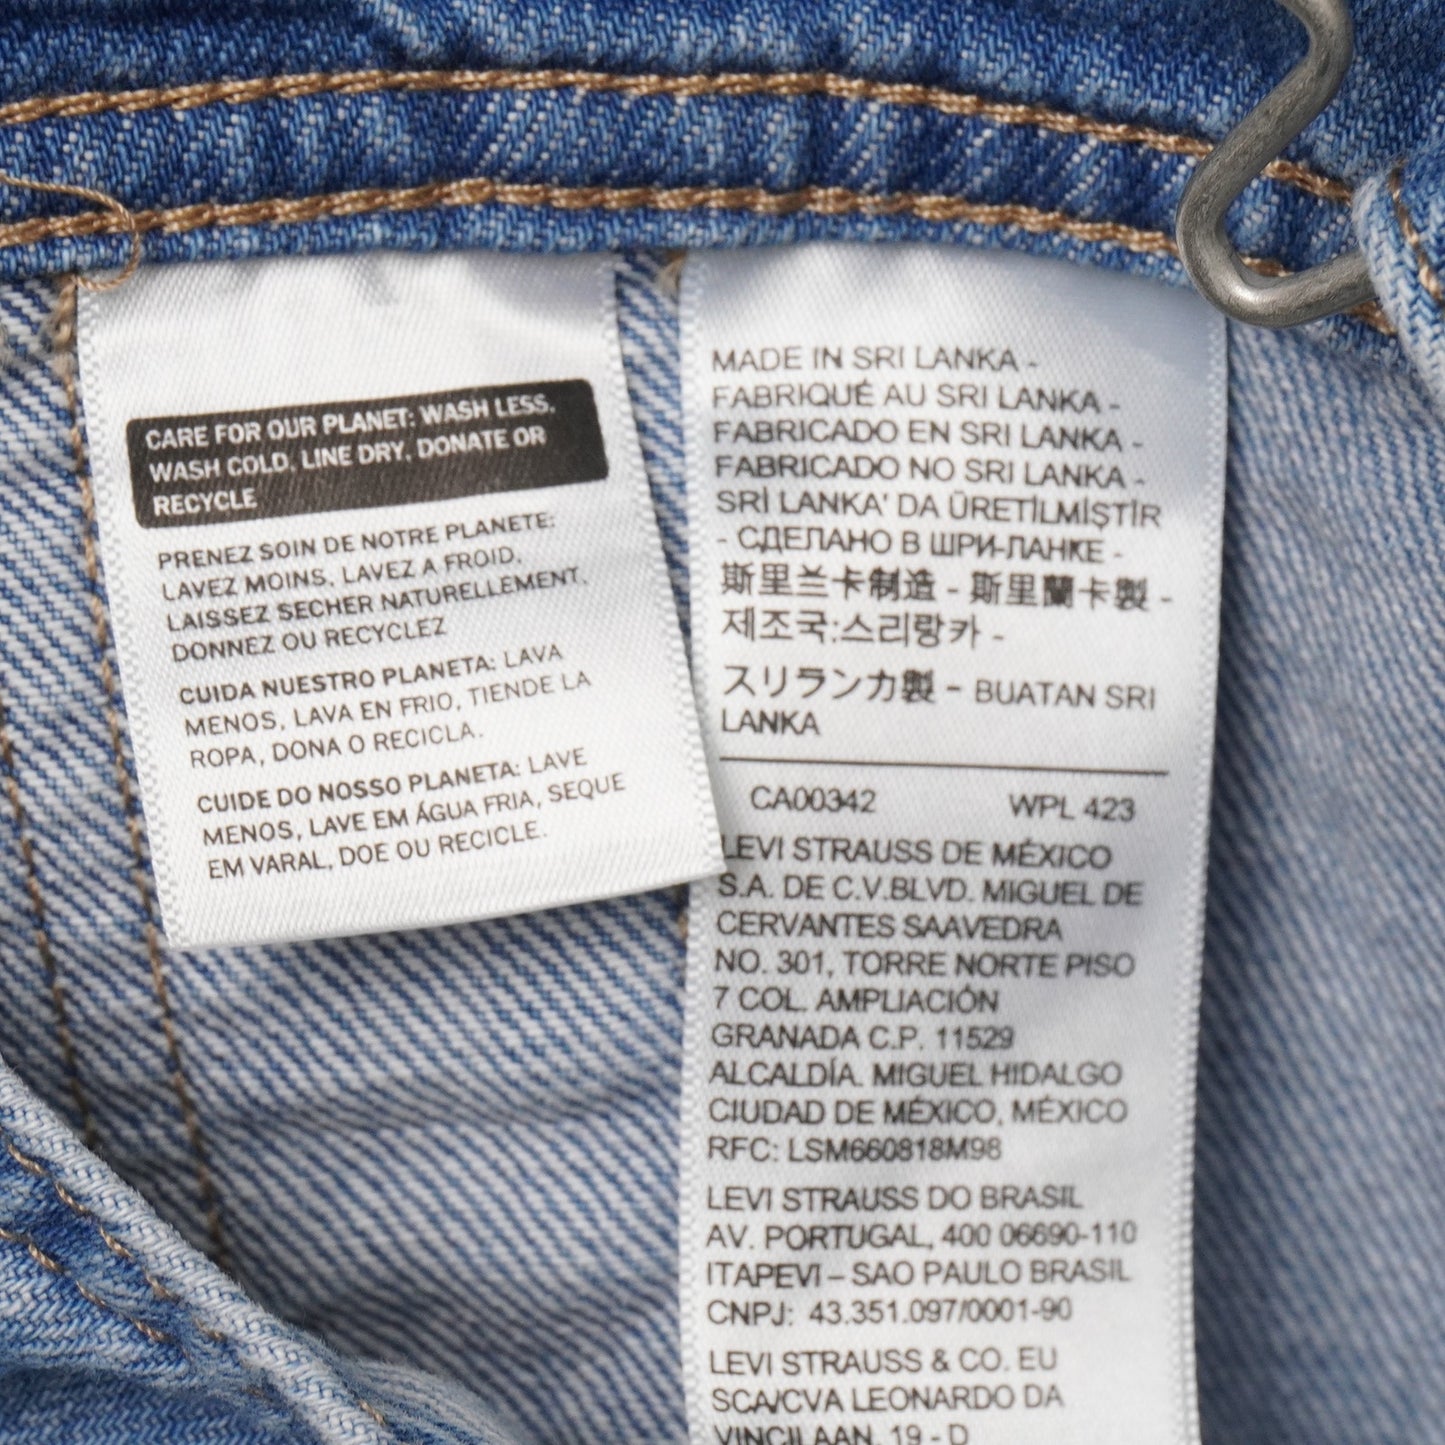 CARE FOR OUR PLANET: WASH LESS,
WASH COLD, LINE DRY, DONATE OR
RECYCLE
PRENEZ SOIN DE NOTRE PLANETE:
LAVEZ MOINS, LAVEZ A FROID,
LAISSEZ SECHER NATURELLEMENT,
DONNEZ OU RECYCLEZ
CUIDA NUESTRO PLANETA: LAVA
MENOS, LAVA EN FRIO, TIENDE LA
ROPA, DONA O RECICLA.
CUIDE DO NOSSO PLANETA: LAVE
MENOS, LAVE EM ÁGUA FRIA, SEQUE
EM VARAL, DOE OU RECICLE.
MADE IN SRI LANKA -
FABRIQUÉ AU SRI LANKA -
FABRICADO EN SRI LANKA -
FABRICADO NO SRI LANKA -
SRİ LANKA' DA ÜRETİLMİŞTİR
- СДЕЛАНО В ШРИ-ЛАНКЕ -
斯里兰卡制造 - 斯里蘭卡製 -
제조국:스리랑카 -
スリランカ製 - BUATAN SRI
LANKA
CA00342 WPL 423
LEVI STRAUSS DE MÉXICO
S.A. DE C.V.BLVD. MIGUEL DE
CERVANTES SAAVEDRA
NO. 301, TORRE NORTE PISO
7 COL. AMPLIACIÓN
GRANADA C.P. 11529
ALCALDÍA. MIGUEL HIDALGO
CIUDAD DE MÉXICO, MÉXICO
RFC: LSM660818M98
LEVI STRAUSS DO BRASIL
AV. PORTUGAL, 400 06690-110
ITAPEVI – SAO PAULO BRASIL
CNPJ: 43.351.097/0001-90
LEVI STRAUSS & CO. EU
SCA/CVA LEONARDO DA
VINCILAAN, 19 - D